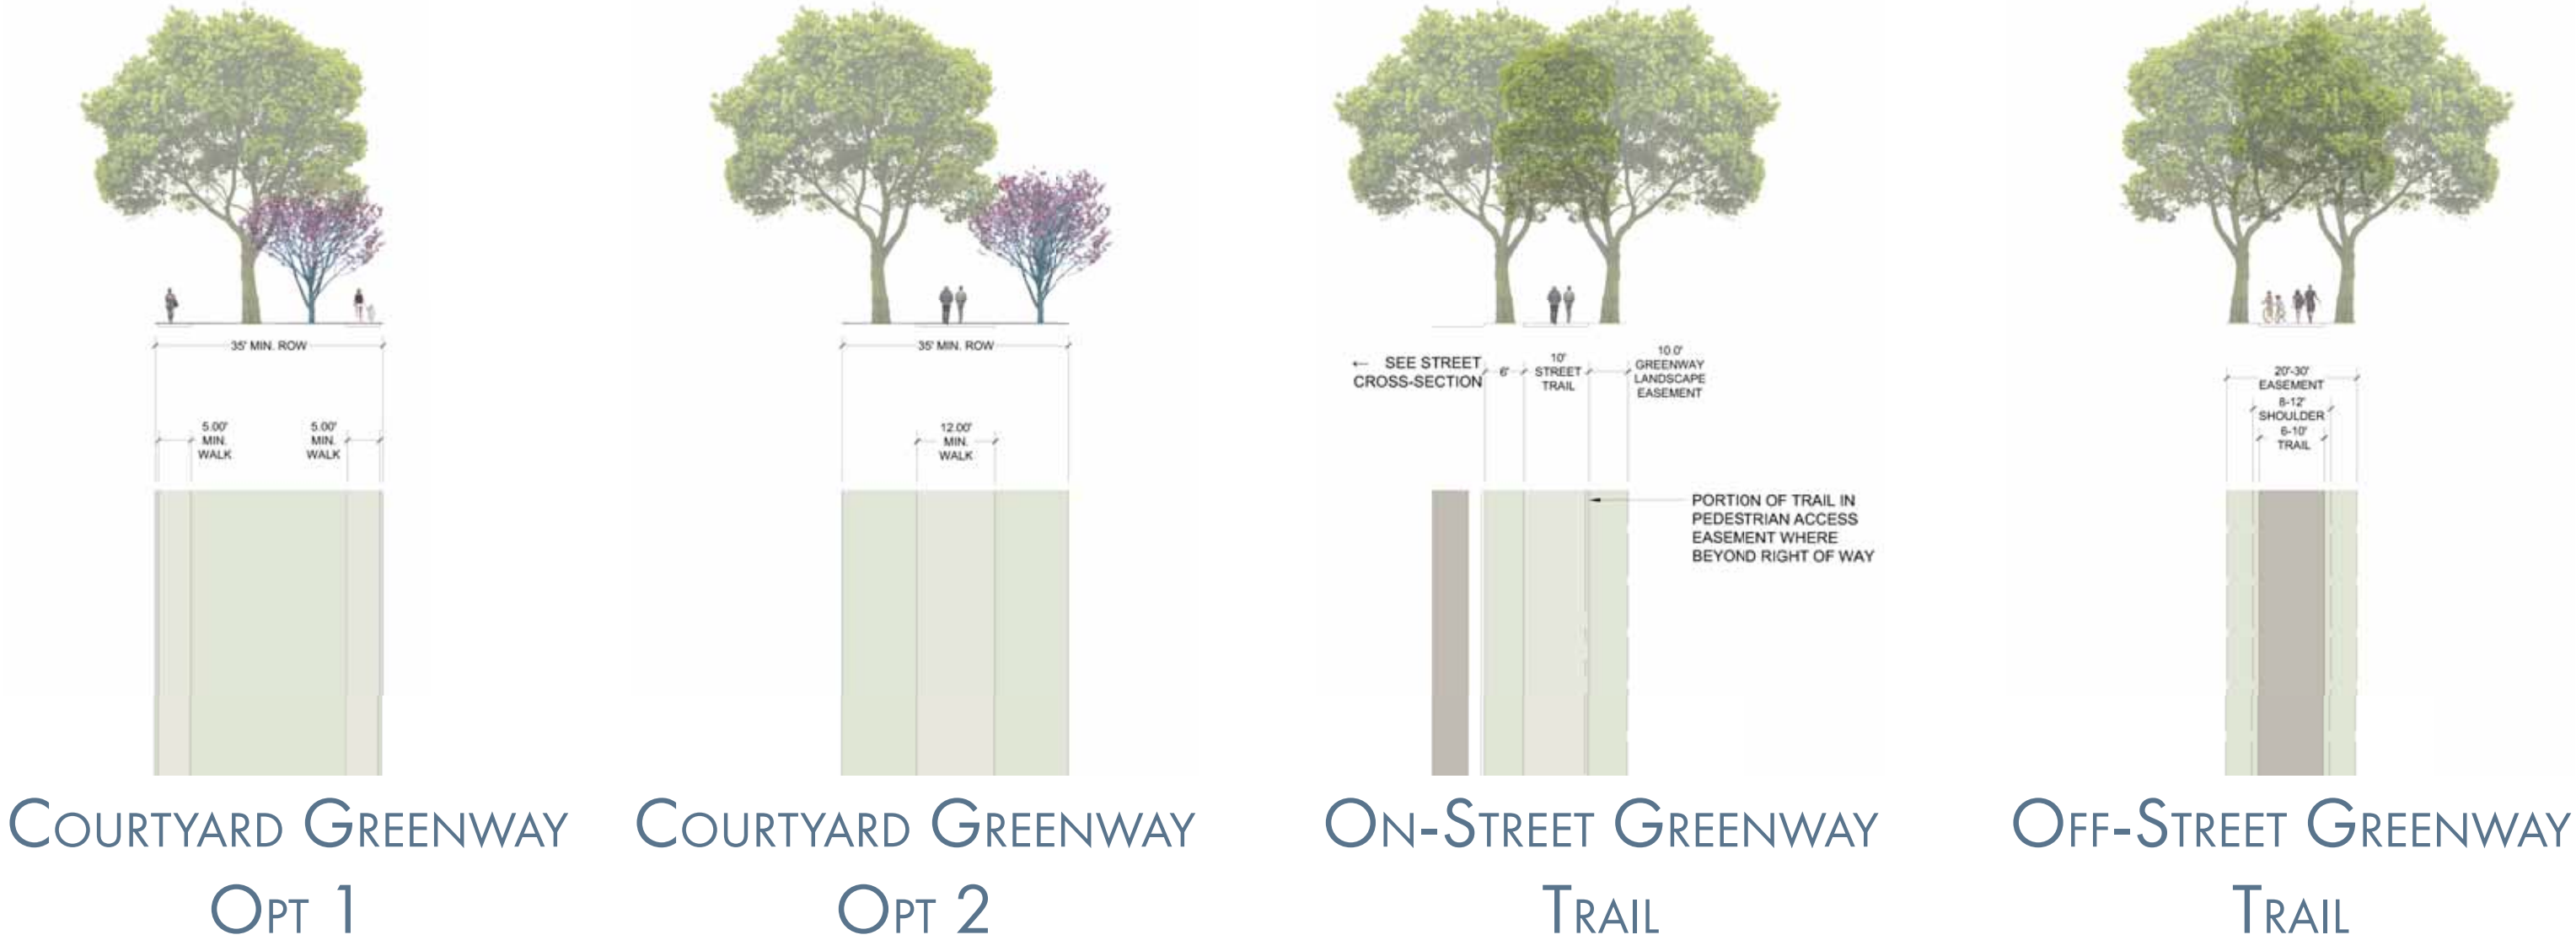 35' MIN. ROW
5.00'
MIN.
WALK
5.00'
MIN.
WALK
COURTYARD GREENWAY
OPT 1
35' MIN. ROW
12.00'
MIN.
WALK
COURTYARD GREENWAY
OPT 2
← SEE STREET
CROSS-SECTION
6'
10'
STREET
TRAIL
10.0'
GREENWAY
LANDSCAPE
EASEMENT
PORTION OF TRAIL IN
PEDESTRIAN ACCESS
EASEMENT WHERE
BEYOND RIGHT OF WAY
ON-STREET GREENWAY
TRAIL
20'-30'
EASEMENT
8-12'
SHOULDER
6-10'
TRAIL
OFF-STREET GREENWAY
TRAIL